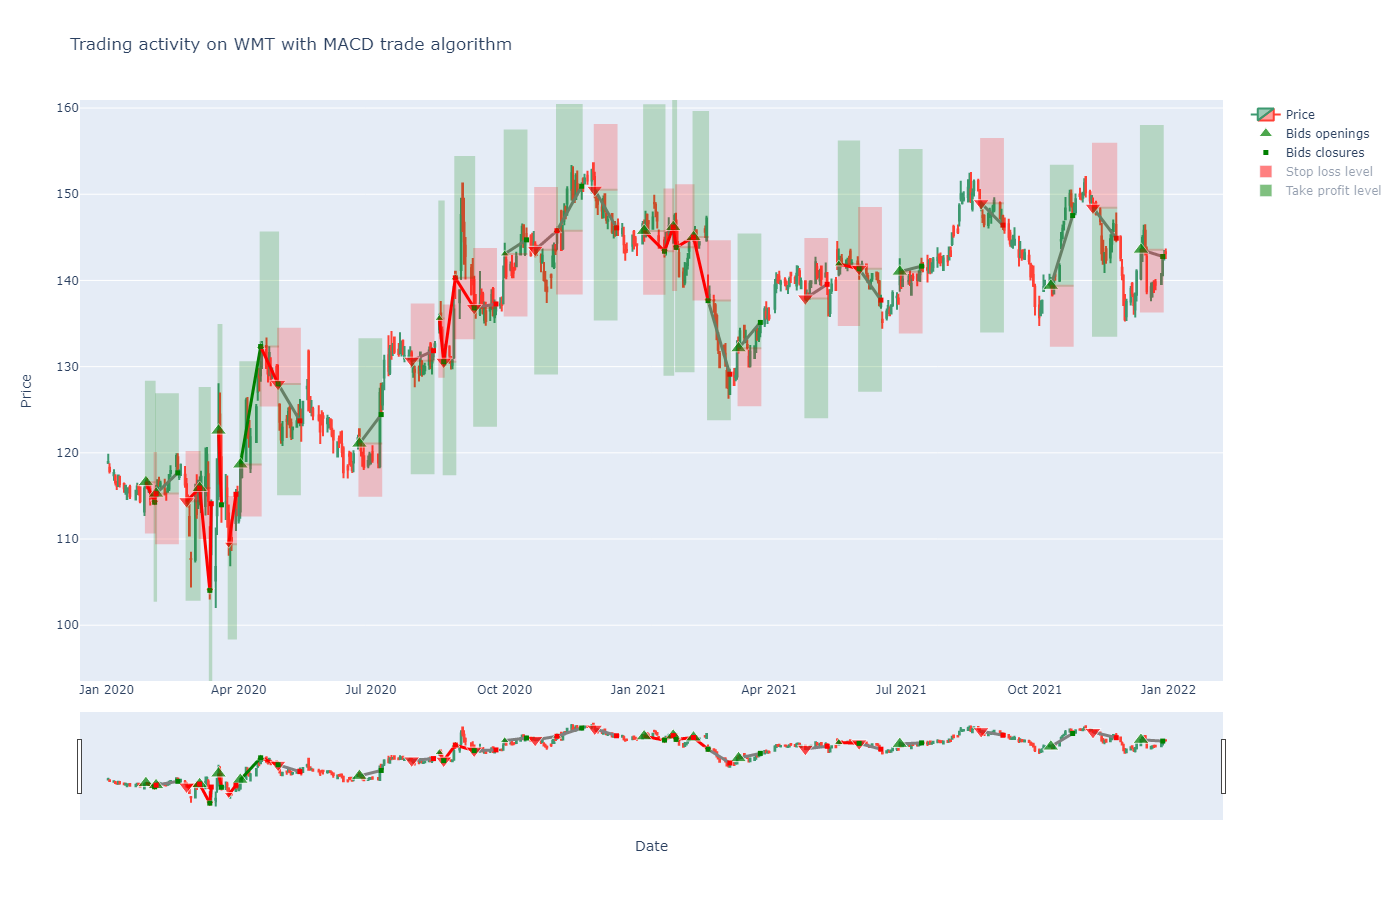 Trading activity on WMT with MACD trade algorithm
Price
Bids openings
Bids closures
Stop loss level
Take profit level
160
150
140
130
120
110
100
Price
Jan 2020
Apr 2020
Jul 2020
Oct 2020
Jan 2021
Apr 2021
Jul 2021
Oct 2021
Jan 2022
Date